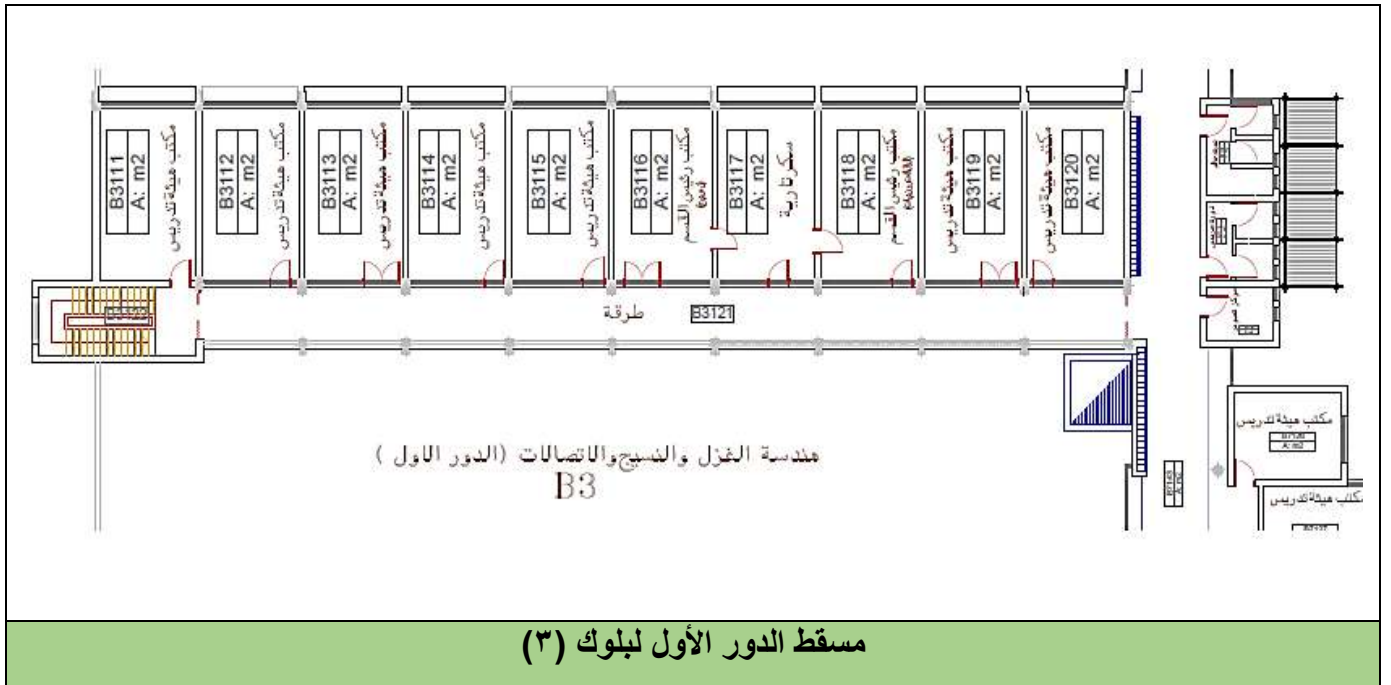 B3111
A: m2
مكتب هيئة تدريس
B3112
A: m2
مكتب هيئة تدريس
B3113
A: m2
مكتب هيئة تدريس
B3114
A: m2
مكتب هيئة تدريس
B3115
A: m2
مكتب هيئة تدريس
B3116
A: m2
مكتب رئيس القسم
B3117
A: m2
سكرتارية
B3118
A: m2
مكتب رئيس القسم
B3119
A: m2
مكتب هيئة تدريس
B3120
A: m2
مكتب هيئة تدريس
B3122
طرقة
B3121
مكتب هيئة تدريس
A: m2
مكتب هيئة تدريس
A: m2
هندسة الغزل والنسيج والاتصالات (الدور الاول )
B3
مسقط الدور الأول لبلوك (٣)